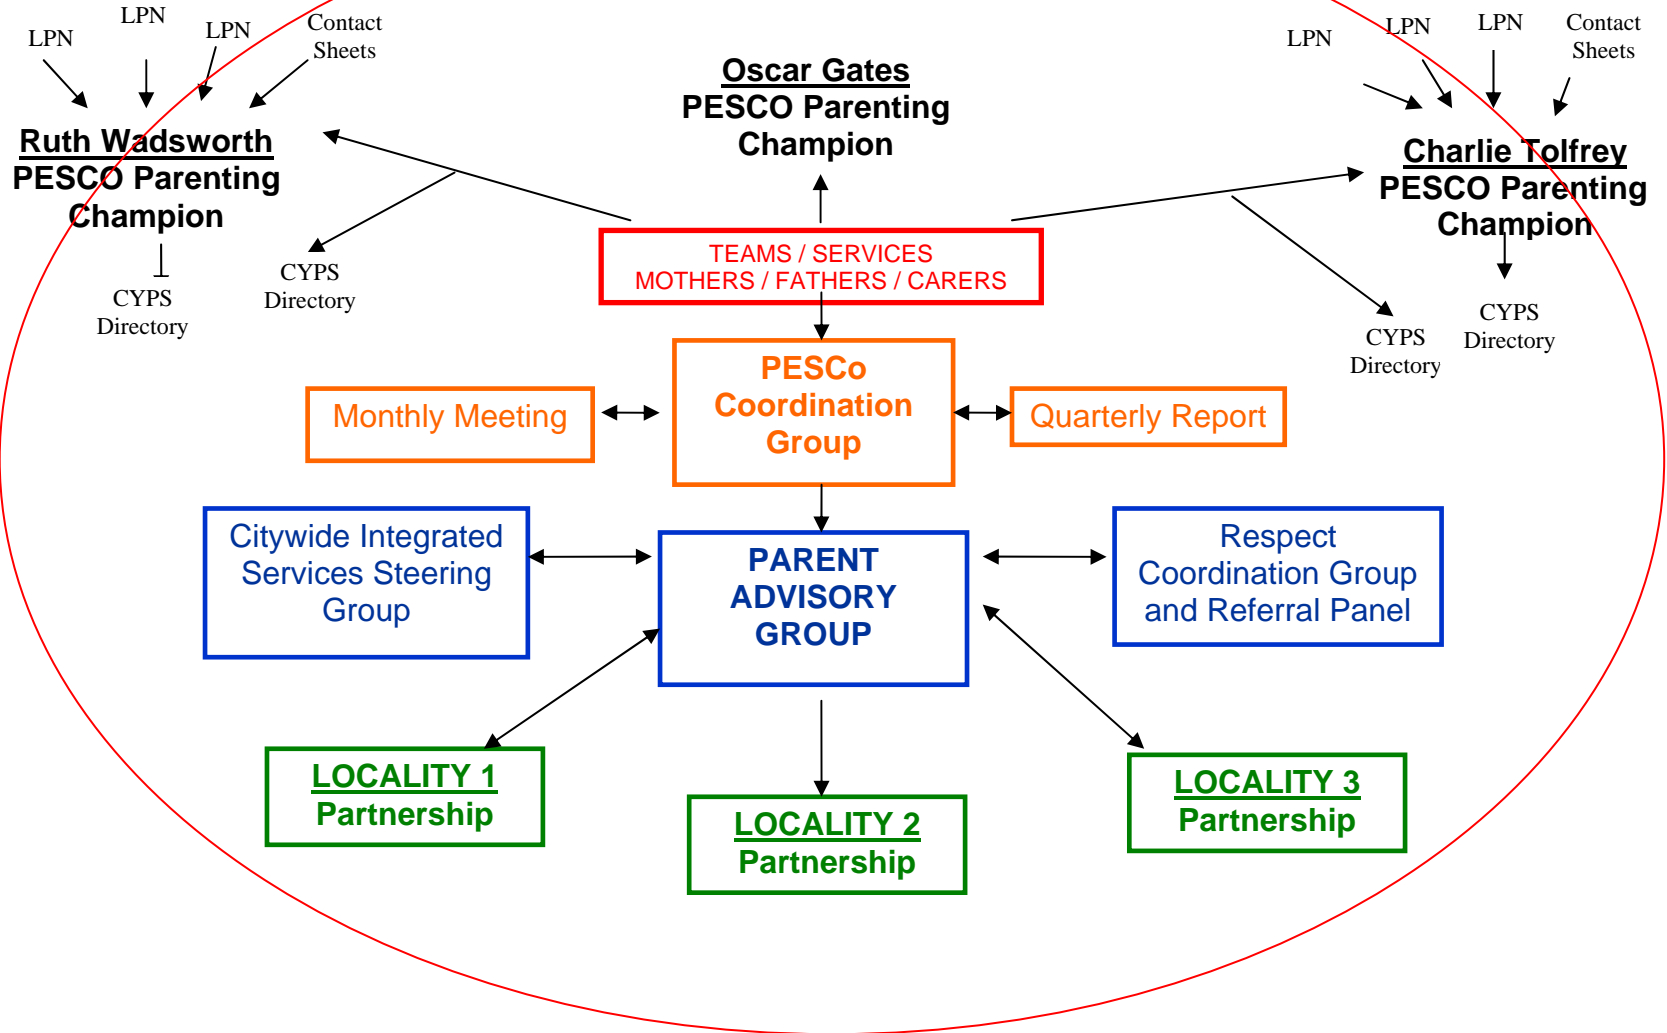 LPN
LPN
LPN
Contact
Sheets
Ruth Wadsworth
PESCO Parenting
Champion
CYPS
Directory
CYPS
Directory
Oscar Gates
PESCO Parenting
Champion
LPN
LPN
LPN
Contact
Sheets
Charlie Tolfrey
PESCO Parenting
Champion
CYPS
Directory
CYPS
Directory
TEAMS / SERVICES
MOTHERS / FATHERS / CARERS
Monthly Meeting
PESCo
Coordination
Group
Quarterly Report
Citywide Integrated
Services Steering
Group
PARENT
ADVISORY
GROUP
Respect
Coordination Group
and Referral Panel
LOCALITY 1
Partnership
LOCALITY 2
Partnership
LOCALITY 3
Partnership